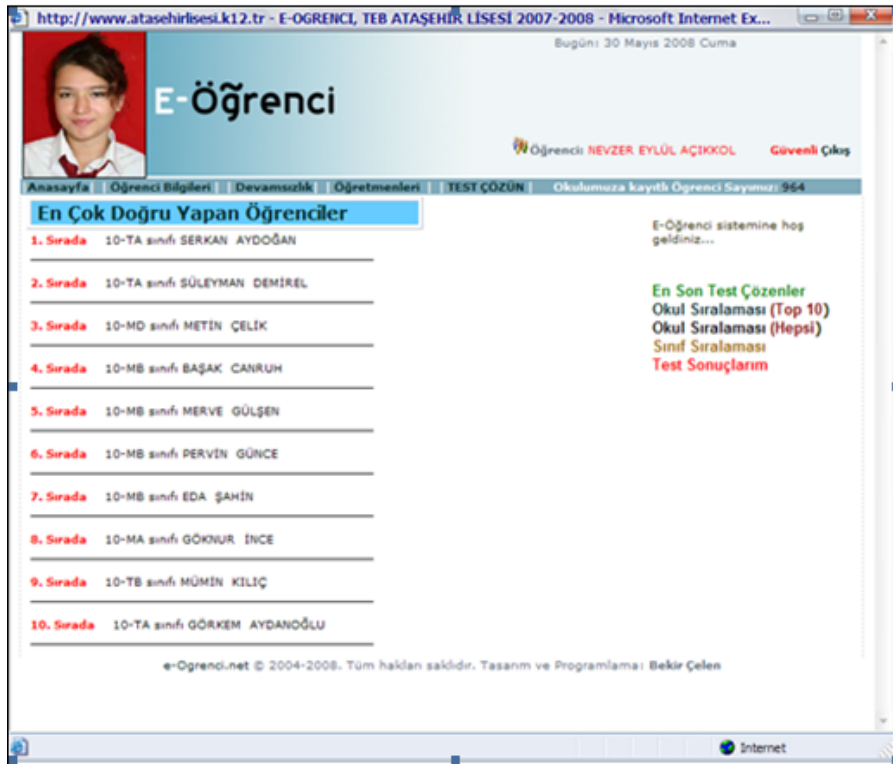 http://www.atasehirlisesi.k12.tr - E-OGRENCI, TEB ATAŞEHİR LİSESİ 2007-2008 - Microsoft Internet Ex...
Bugün: 30 Mayıs 2008 Cuma
E-Öğrenci
Öğrenci: NEVZER EYLÜL AÇIKKOL Güvenli Çıkış
Anasayfa | Öğrenci Bilgileri | Devamsızlık | Öğretmenleri | TEST ÇÖZÜN | Okulumuza kayıtlı Ögrenci Sayımız: 964
En Çok Doğru Yapan Öğrenciler
E-Öğrenci sistemine hoş
geldiniz...
1. Sırada 10-TA sınıfı SERKAN AYDOĞAN
2. Sırada 10-TA sınıfı SÜLEYMAN DEMİREL
3. Sırada 10-MD sınıfı METİN ÇELİK
4. Sırada 10-MB sınıfı BAŞAK CANRUH
5. Sırada 10-MB sınıfı MERVE GÜLŞEN
6. Sırada 10-MB sınıfı PERVİN GÜNCE
7. Sırada 10-MB sınıfı EDA ŞAHİN
8. Sırada 10-MA sınıfı GÖKNUR İNCE
9. Sırada 10-TB sınıfı MÜMİN KILIÇ
10. Sırada 10-TA sınıfı GÖRKEM AYDANOĞLU
En Son Test Çözenler
Okul Sıralaması (Top 10)
Okul Sıralaması (Hepsi)
Sınıf Sıralaması
Test Sonuçlarım
e-Ogrenci.net © 2004-2008. Tüm hakları saklıdır. Tasarım ve Programlama: Bekir Çelen
Internet